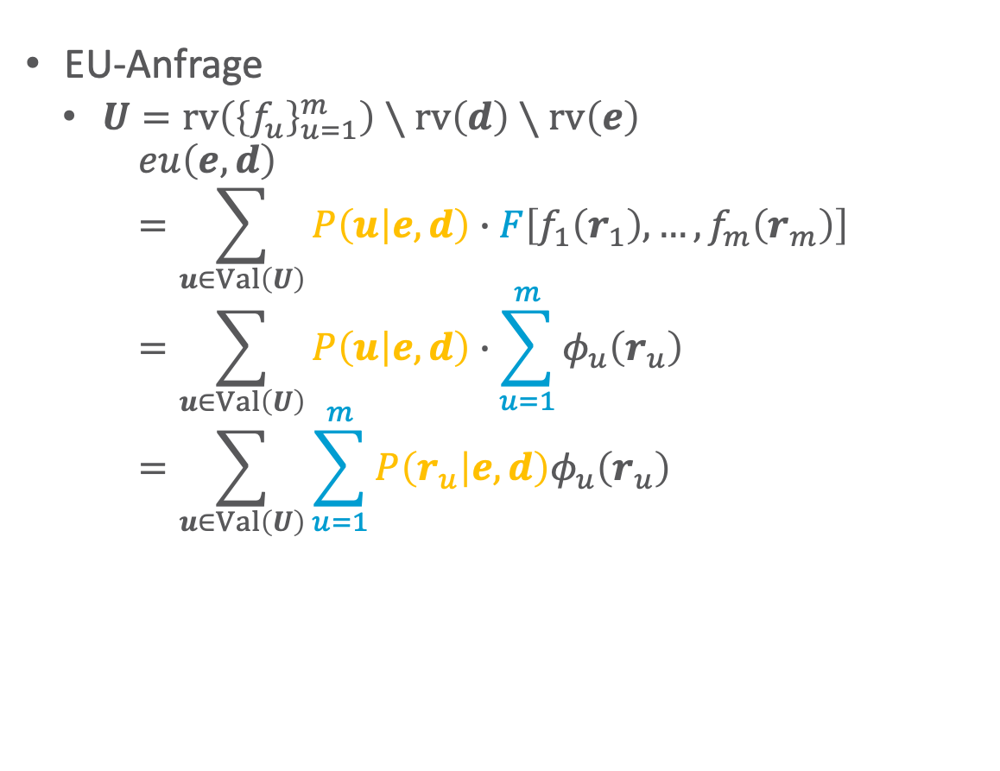 • EU-Anfrage
• U = rv({f_u}_{u=1}^m) \ rv(d) \ rv(e)
eu(e, d)
= ∑_{u∈Val(U)} P(u|e, d) · F[f_1(r_1), … , f_m(r_m)]
= ∑_{u∈Val(U)} P(u|e, d) · ∑_{u=1}^m ϕ_u(r_u)
= ∑_{u∈Val(U)} ∑_{u=1}^m P(r_u|e, d)ϕ_u(r_u)